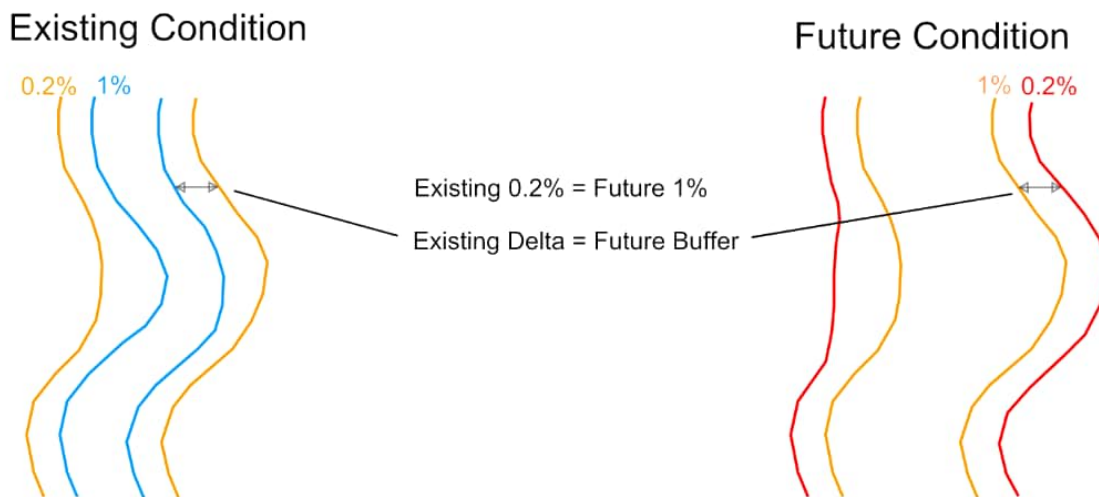 Existing Condition
Future Condition
0.2% 1%
1% 0.2%
Existing 0.2% = Future 1%
Existing Delta = Future Buffer